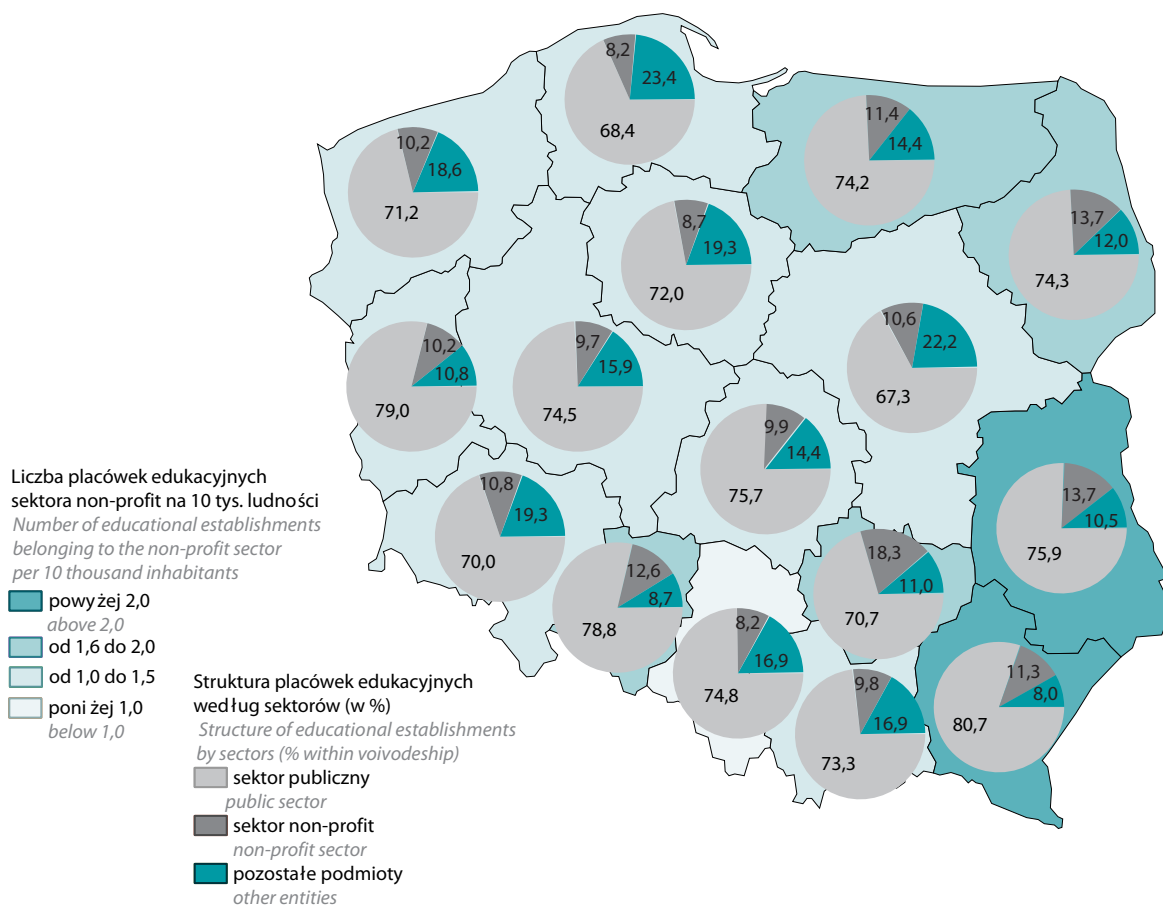 8,2
23,4
68,4
11,4
14,4
74,2
10,2
18,6
71,2
13,7
12,0
74,3
8,7
19,3
72,0
10,6
22,2
67,3
10,2
10,8
79,0
9,7
15,9
74,5
9,9
14,4
75,7
13,7
10,5
75,9
10,8
19,3
70,0
18,3
11,0
70,7
12,6
8,7
78,8
8,2
16,9
74,8
9,8
16,9
73,3
11,3
8,0
80,7
Liczba placówek edukacyjnych
sektora non-profit na 10 tys. ludności
Number of educational establishments
belonging to the non-profit sector
per 10 thousand inhabitants
powyżej 2,0
above 2,0
od 1,6 do 2,0
od 1,0 do 1,5
poni żej 1,0
below 1,0
Struktura placówek edukacyjnych
według sektorów (w %)
Structure of educational establishments
by sectors (% within voivodeship)
sektor publiczny
public sector
sektor non-profit
non-profit sector
pozostałe podmioty
other entities